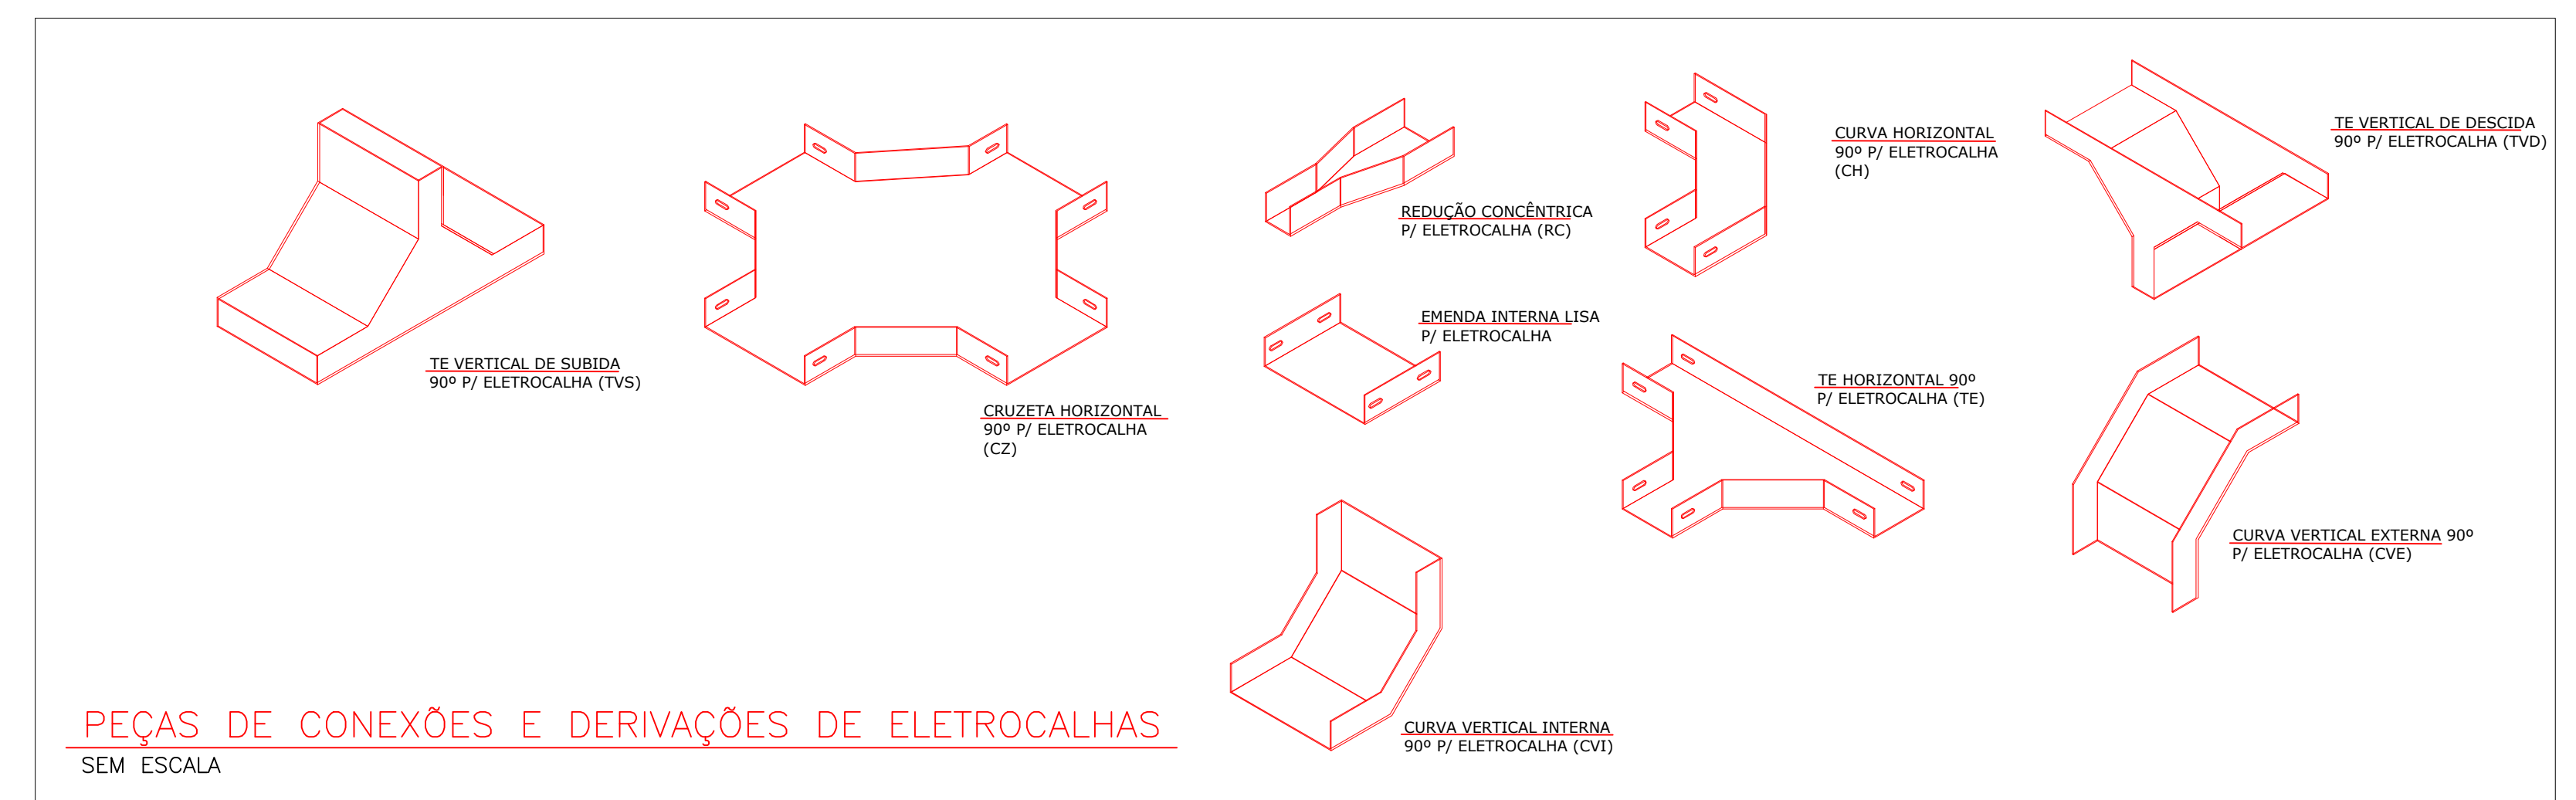 TE VERTICAL DE SUBIDA
90º P/ ELETROCALHA (TVS)
CRUZETA HORIZONTAL
90º P/ ELETROCALHA
(CZ)
REDUÇÃO CONCÊNTRICA
P/ ELETROCALHA (RC)
EMENDA INTERNA LISA
P/ ELETROCALHA
CURVA VERTICAL INTERNA
90º P/ ELETROCALHA (CVI)
CURVA HORIZONTAL
90º P/ ELETROCALHA
(CH)
TE HORIZONTAL 90º
P/ ELETROCALHA (TE)
TE VERTICAL DE DESCIDA
90º P/ ELETROCALHA (TVD)
CURVA VERTICAL EXTERNA 90º
P/ ELETROCALHA (CVE)
PEÇAS DE CONEXÕES E DERIVAÇÕES DE ELETROCALHAS
SEM ESCALA